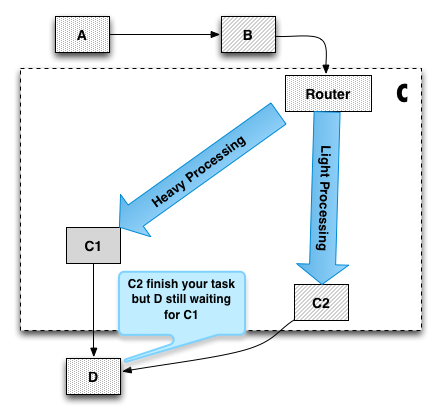 A
B
Router
C
Heavy Processing
Light Processing
C1
C2 finish your task
but D still waiting
for C1
C2
D